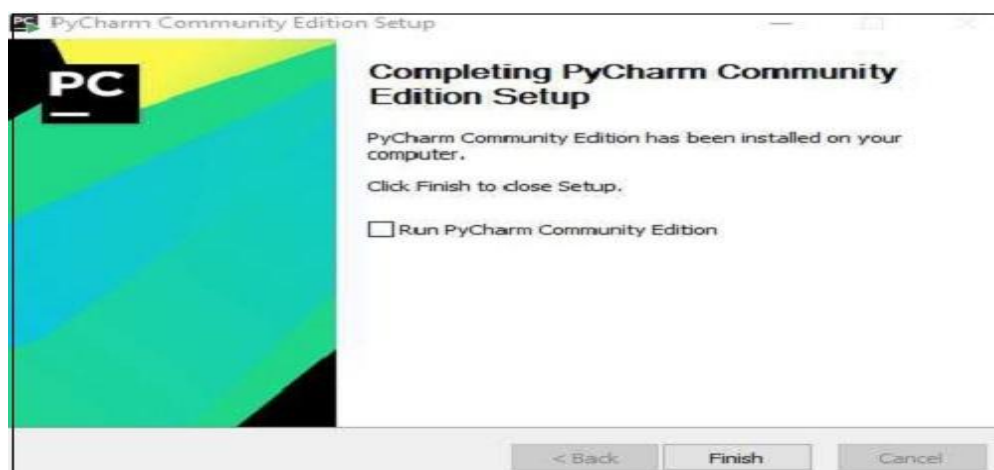 PC PyCharm Community Edition Setup
PC
Completing PyCharm Community
Edition Setup
PyCharm Community Edition has been installed on your
computer.
Click Finish to close Setup.
Run PyCharm Community Edition
< Back Finish Cancel